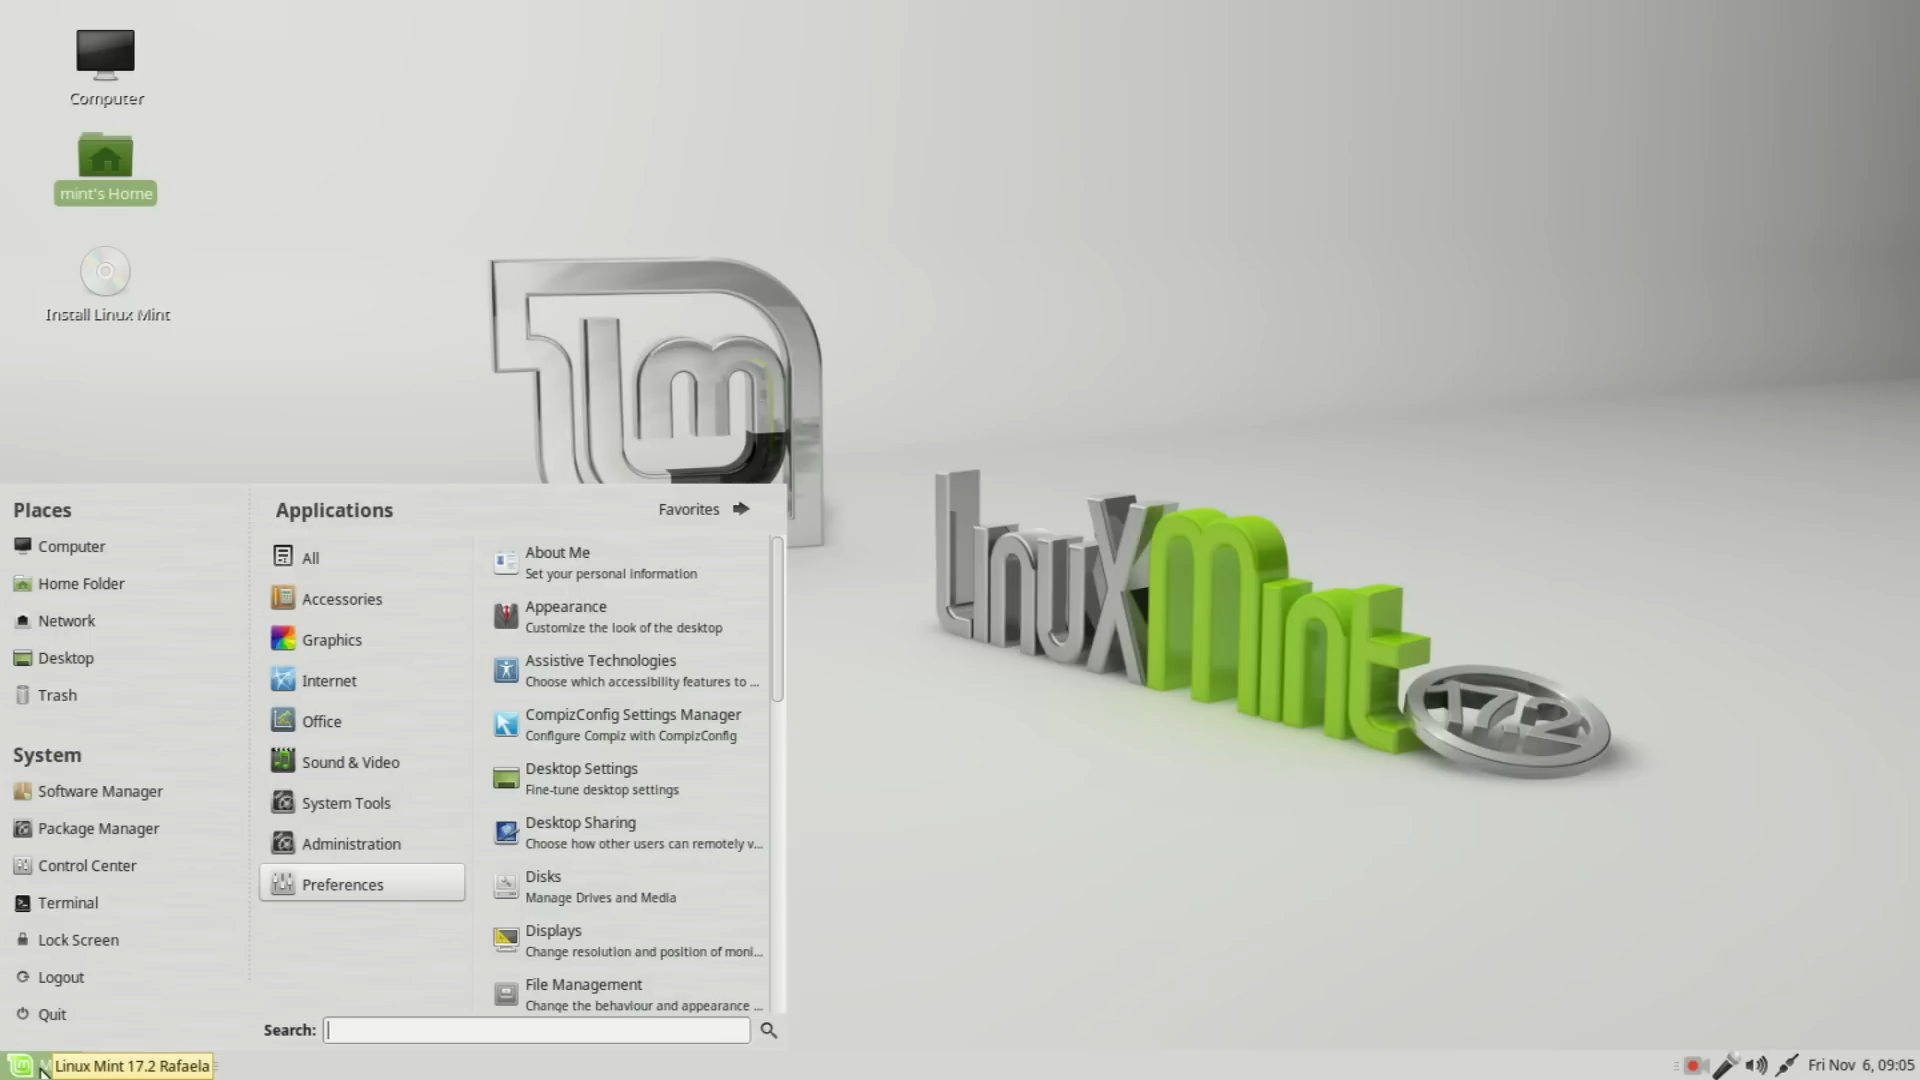 Computer
mint's Home
Install Linux Mint
LinuxMint
17.2
Places
Computer
Home Folder
Network
Desktop
Trash
System
Software Manager
Package Manager
Control Center
Terminal
Lock Screen
Logout
Quit
Applications
Favorites
All
Accessories
Graphics
Internet
Office
Sound & Video
System Tools
Administration
Preferences
About Me
Set your personal information
Appearance
Customize the look of the desktop
Assistive Technologies
Choose which accessibility features to ...
CompizConfig Settings Manager
Configure Compiz with CompizConfig
Desktop Settings
Fine-tune desktop settings
Desktop Sharing
Choose how other users can remotely v...
Disks
Manage Drives and Media
Displays
Change resolution and position of moni...
File Management
Change the behaviour and appearance ...
Search:
Linux Mint 17.2 Rafaela
Fri Nov 6, 09:05